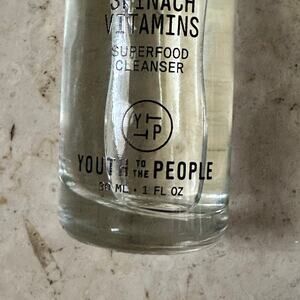 SPINACH
VITAMINS
SUPERFOOD
CLEANSER
Y T P
YOUTH TO THE PEOPLE
30 ML • 1 FL OZ